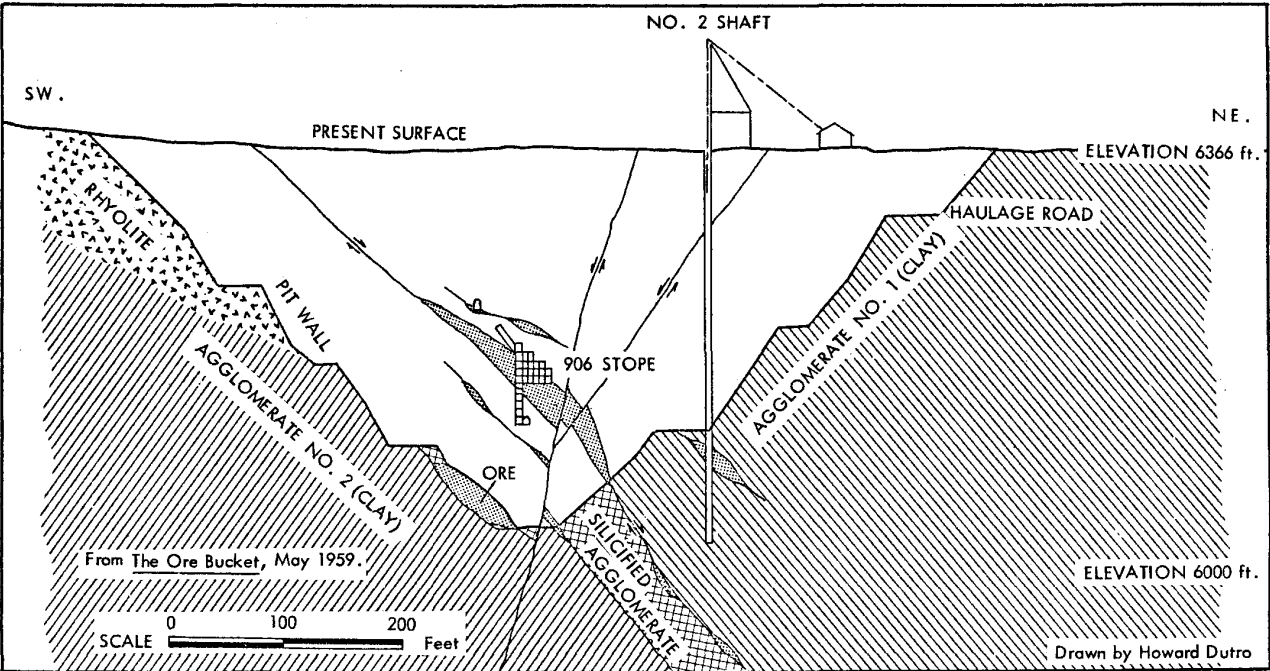 NO. 2 SHAFT
SW.
NE.
PRESENT SURFACE
ELEVATION 6366 ft.
RHYOLITE
HAULAGE ROAD
PIT WALL
AGGLOMERATE NO. 1 (CLAY)
906 STOPE
AGGLOMERATE NO. 2 (CLAY)
ORE
SILICIFIED
AGGLOMERATE
From The Ore Bucket, May 1959.
ELEVATION 6000 ft.
0 100 200
SCALE Feet
Drawn by Howard Dutro